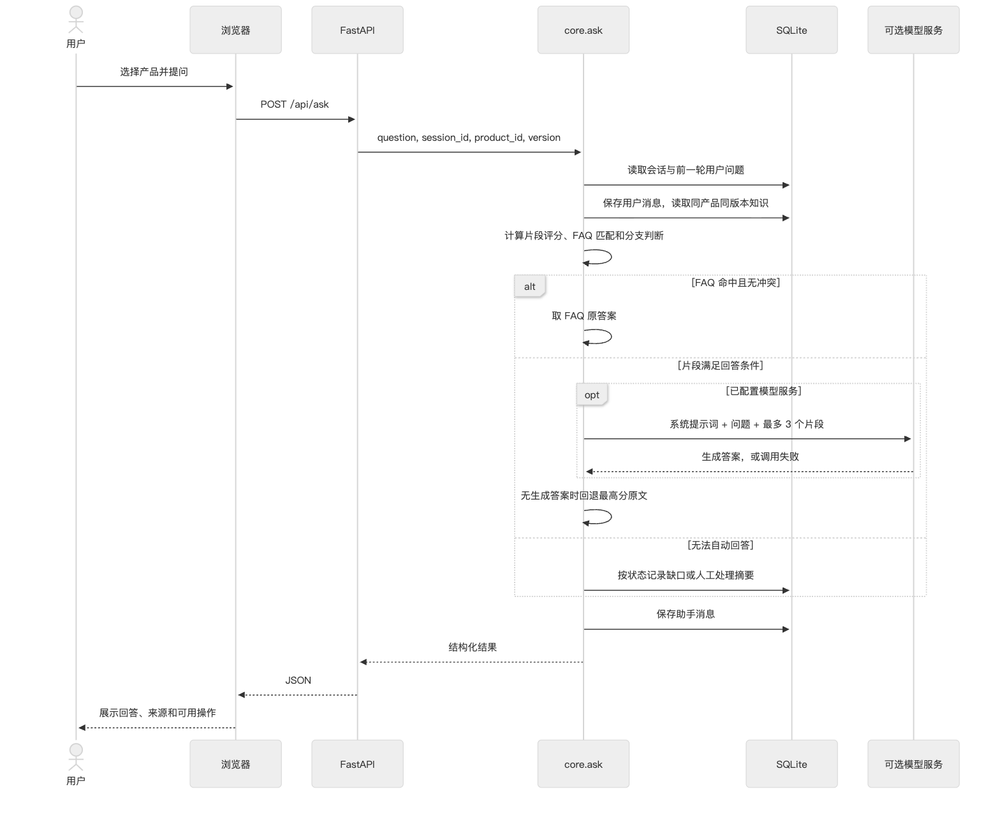 用户
浏览器
FastAPI
core.ask
SQLite
可选模型服务
选择产品并提问
POST /api/ask
question, session_id, product_id, version
读取会话与前一轮用户问题
保存用户消息，读取同产品同版本知识
计算片段评分、FAQ 匹配和分支判断
alt
[FAQ 命中且无冲突]
取 FAQ 原答案
[片段满足回答条件]
opt
[已配置模型服务]
系统提示词 + 问题 + 最多 3 个片段
生成答案，或调用失败
无生成答案时回退最高分原文
[无法自动回答]
按状态记录缺口或人工处理摘要
保存助手消息
结构化结果
JSON
展示回答、来源和可用操作
用户
浏览器
FastAPI
core.ask
SQLite
可选模型服务